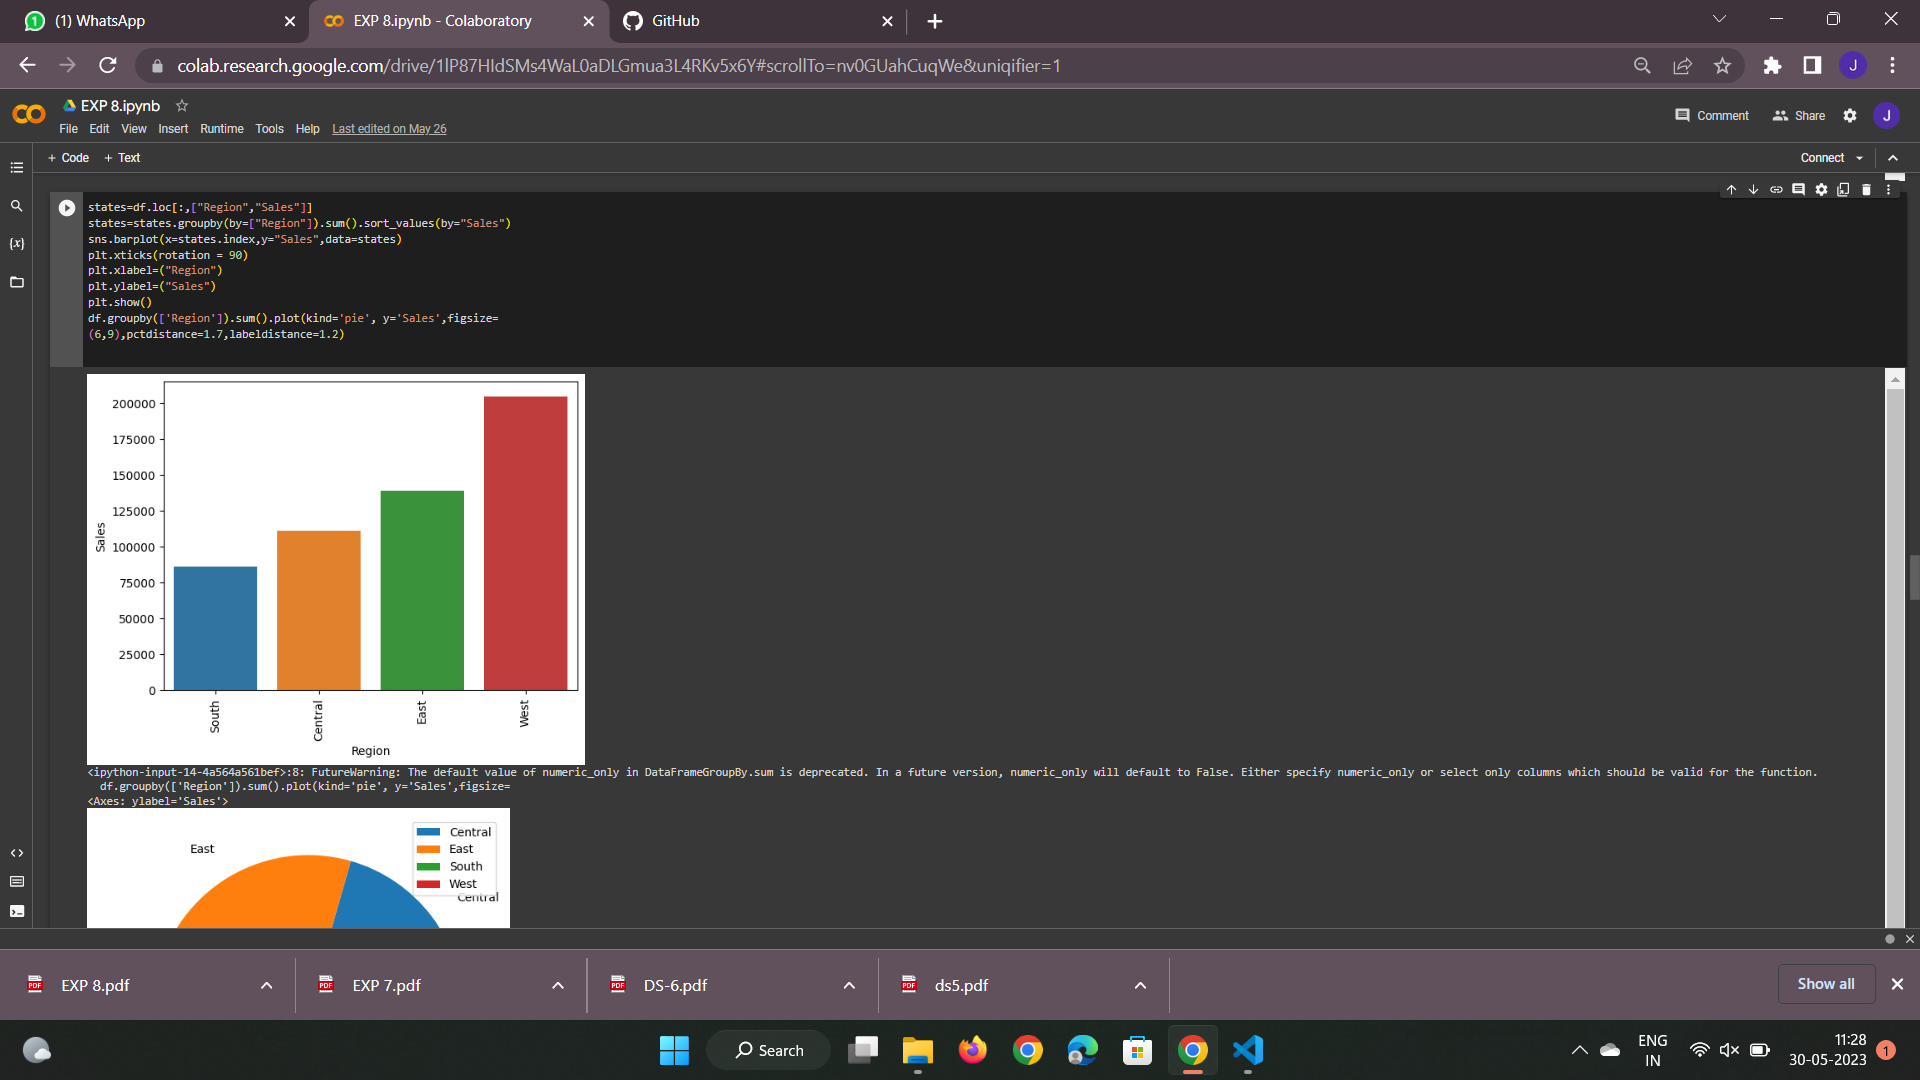 (1) WhatsApp
EXP 8.ipynb - Colaboratory
GitHub
colab.research.google.com/drive/1lP87HIdSMs4WaL0aDLGmua3L4RKv5x6Y#scrollTo=nv0GUahCuqWe&uniqifier=1
J
EXP 8.ipynb
File Edit View Insert Runtime Tools Help Last edited on May 26
Comment Share J
+ Code + Text
Connect
states=df.loc[:,["Region","Sales"]]
states=states.groupby(by=["Region"]).sum().sort_values(by="Sales")
sns.barplot(x=states.index,y="Sales",data=states)
plt.xticks(rotation = 90)
plt.xlabel=("Region")
plt.ylabel=("Sales")
plt.show()
df.groupby(['Region']).sum().plot(kind='pie', y='Sales',figsize=
(6,9),pctdistance=1.7,labeldistance=1.2)
{x}
200000
175000
150000
125000
100000
75000
50000
25000
0
Sales
South
Central
East
West
Region
<ipython-input-14-4a564a561bef>:8: FutureWarning: The default value of numeric_only in DataFrameGroupBy.sum is deprecated. In a future version, numeric_only will default to False. Either specify numeric_only or select only columns which should be valid for the function.
df.groupby(['Region']).sum().plot(kind='pie', y='Sales',figsize=
<Axes: ylabel='Sales'>
East
Central
East
South
West
Central
EXP 8.pdf
EXP 7.pdf
DS-6.pdf
ds5.pdf
Show all
Search
ENG
IN
11:28
30-05-2023
1